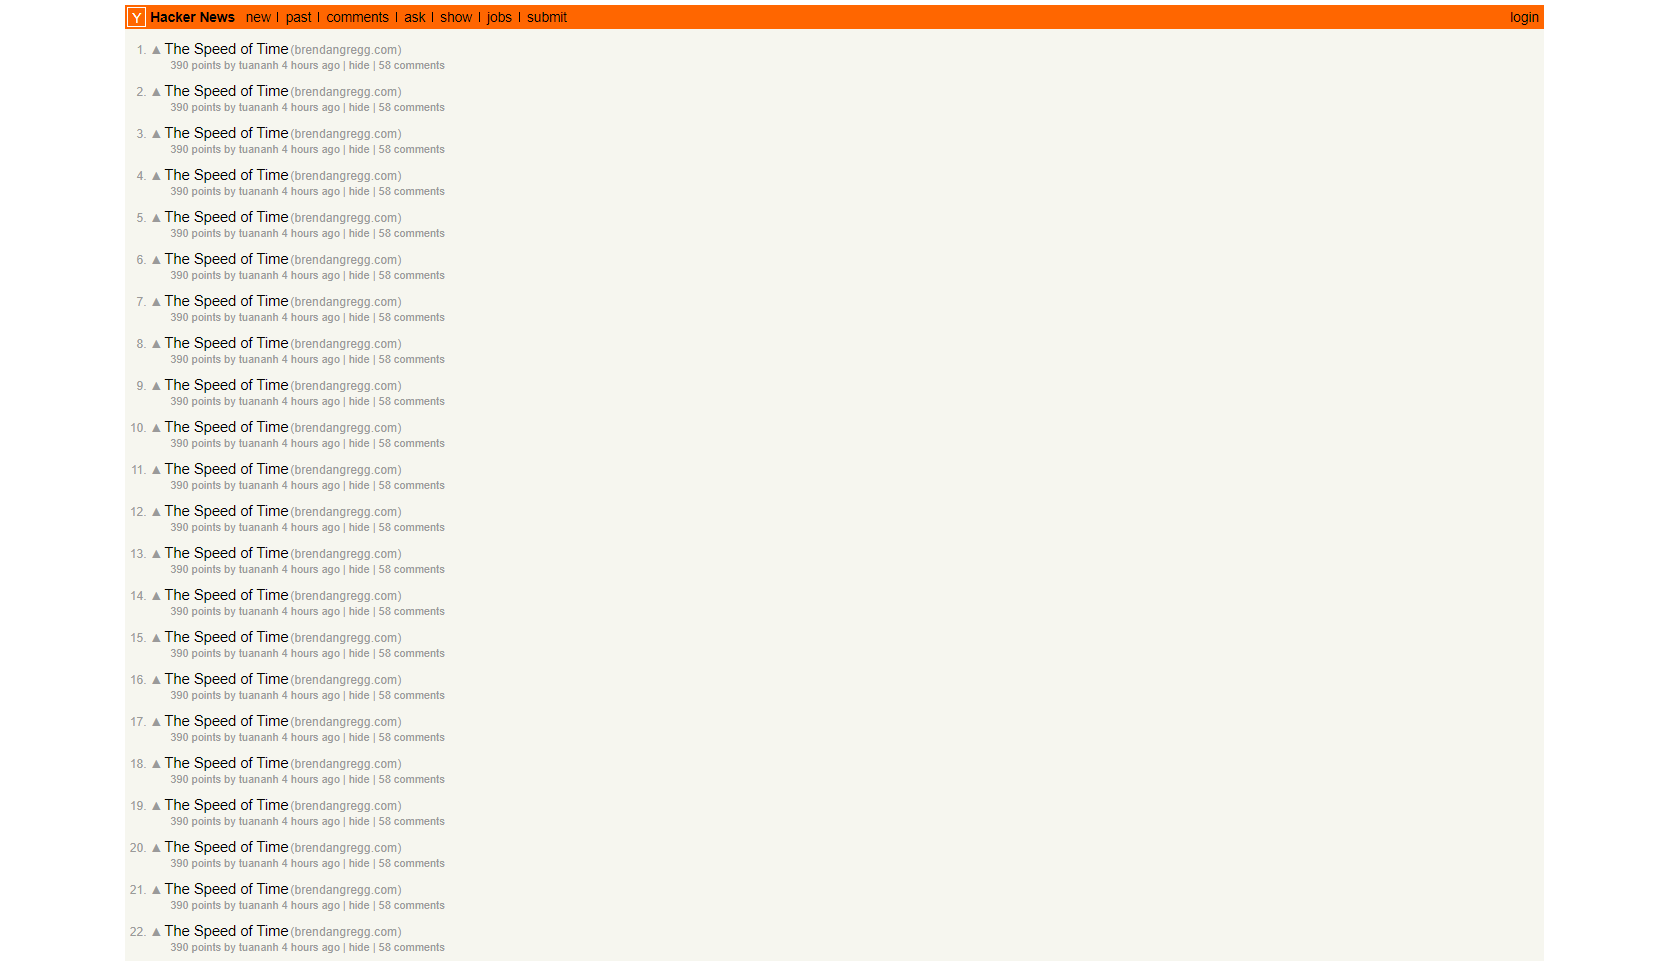 Y Hacker News new | past | comments | ask | show | jobs | submit login
1. ▲ The Speed of Time (brendangregg.com)
390 points by tuananh 4 hours ago | hide | 58 comments
2. ▲ The Speed of Time (brendangregg.com)
390 points by tuananh 4 hours ago | hide | 58 comments
3. ▲ The Speed of Time (brendangregg.com)
390 points by tuananh 4 hours ago | hide | 58 comments
4. ▲ The Speed of Time (brendangregg.com)
390 points by tuananh 4 hours ago | hide | 58 comments
5. ▲ The Speed of Time (brendangregg.com)
390 points by tuananh 4 hours ago | hide | 58 comments
6. ▲ The Speed of Time (brendangregg.com)
390 points by tuananh 4 hours ago | hide | 58 comments
7. ▲ The Speed of Time (brendangregg.com)
390 points by tuananh 4 hours ago | hide | 58 comments
8. ▲ The Speed of Time (brendangregg.com)
390 points by tuananh 4 hours ago | hide | 58 comments
9. ▲ The Speed of Time (brendangregg.com)
390 points by tuananh 4 hours ago | hide | 58 comments
10. ▲ The Speed of Time (brendangregg.com)
390 points by tuananh 4 hours ago | hide | 58 comments
11. ▲ The Speed of Time (brendangregg.com)
390 points by tuananh 4 hours ago | hide | 58 comments
12. ▲ The Speed of Time (brendangregg.com)
390 points by tuananh 4 hours ago | hide | 58 comments
13. ▲ The Speed of Time (brendangregg.com)
390 points by tuananh 4 hours ago | hide | 58 comments
14. ▲ The Speed of Time (brendangregg.com)
390 points by tuananh 4 hours ago | hide | 58 comments
15. ▲ The Speed of Time (brendangregg.com)
390 points by tuananh 4 hours ago | hide | 58 comments
16. ▲ The Speed of Time (brendangregg.com)
390 points by tuananh 4 hours ago | hide | 58 comments
17. ▲ The Speed of Time (brendangregg.com)
390 points by tuananh 4 hours ago | hide | 58 comments
18. ▲ The Speed of Time (brendangregg.com)
390 points by tuananh 4 hours ago | hide | 58 comments
19. ▲ The Speed of Time (brendangregg.com)
390 points by tuananh 4 hours ago | hide | 58 comments
20. ▲ The Speed of Time (brendangregg.com)
390 points by tuananh 4 hours ago | hide | 58 comments
21. ▲ The Speed of Time (brendangregg.com)
390 points by tuananh 4 hours ago | hide | 58 comments
22. ▲ The Speed of Time (brendangregg.com)
390 points by tuananh 4 hours ago | hide | 58 comments